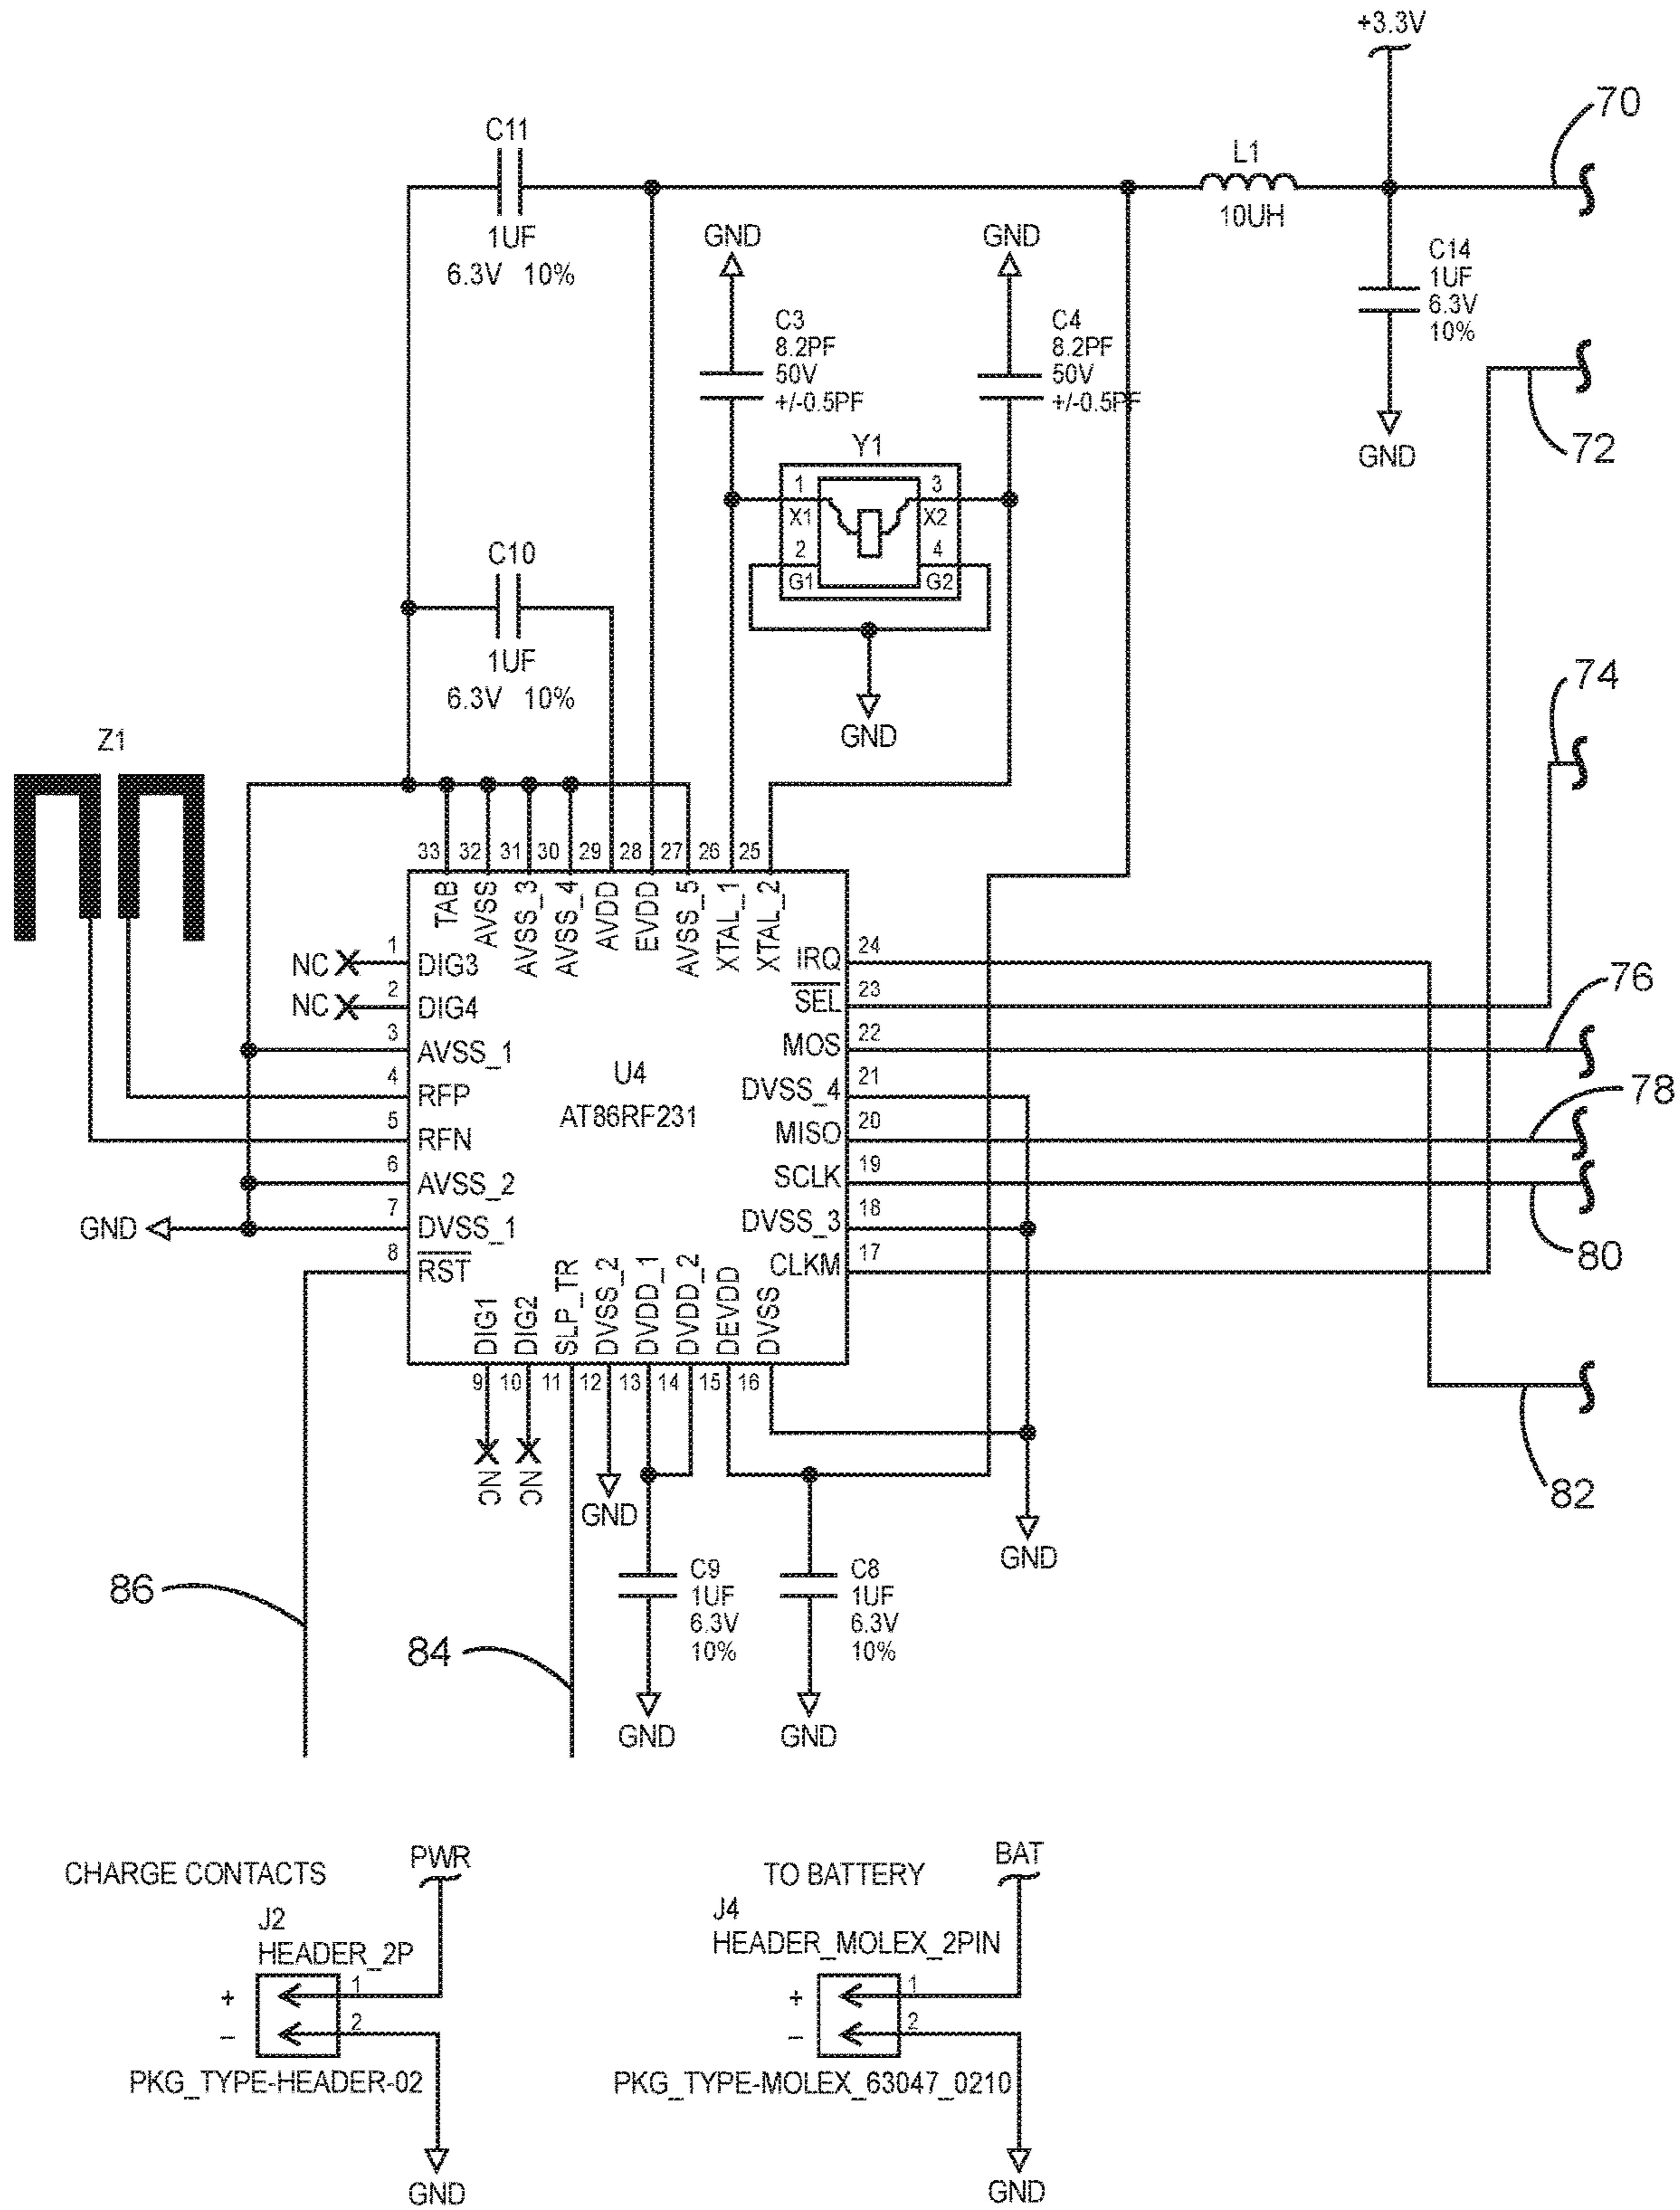 +3.3V
70
C11
L1
1UF
10UH
6.3V 10%
GND
GND
C14
1UF
6.3V
10%
C3
8.2PF
50V
+/-0.5PF
C4
8.2PF
50V
+/-0.5PF
GND
72
Y1
1
3
X1
X2
2
4
G1
G2
C10
1UF
6.3V 10%
GND
74
Z1
33
32
31
30
29
28
27
26
25
TAB
AVSS
AVSS_3
AVSS_4
AVDD
EVDD
AVSS_5
XTAL_1
XTAL_2
NC
1
DIG3
IRQ
24
NC
2
DIG4
SEL
23
76
3
AVSS_1
MOS
22
U4
AT86RF231
4
RFP
DVSS_4
21
78
5
RFN
MISO
20
6
AVSS_2
SCLK
19
GND
7
DVSS_1
DVSS_3
18
80
8
RST
CLKM
17
DIG1
DIG2
SLP_TR
DVSS_2
DVDD_1
DVDD_2
DEVDD
DVSS
9
10
11
12
13
14
15
16
NC
NC
GND
82
GND
86
C9
1UF
6.3V
10%
C8
1UF
6.3V
10%
84
GND
GND
CHARGE CONTACTS
PWR
J2
HEADER_2P
+
1
–
2
PKG_TYPE-HEADER-02
GND
TO BATTERY
BAT
J4
HEADER_MOLEX_2PIN
+
1
–
2
PKG_TYPE-MOLEX_63047_0210
GND